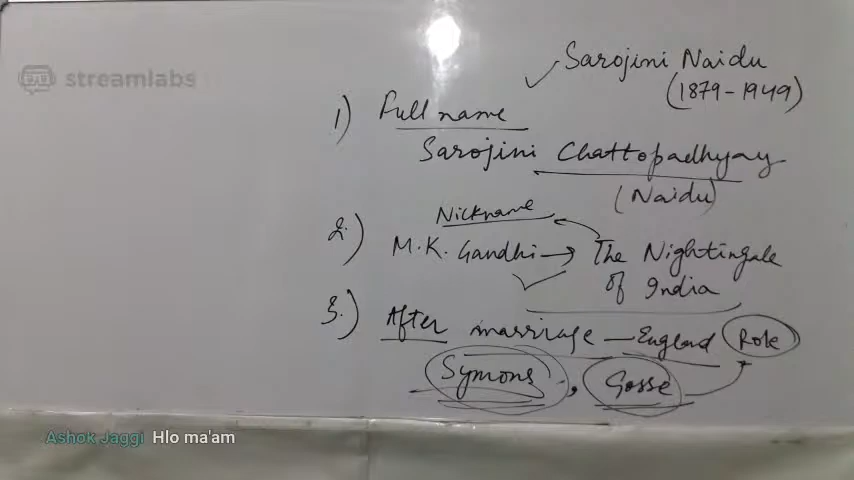 streamlabs
Sarojini Naidu
(1879-1949)
1) Full name
Sarojini Chattopadhyay
(Naidu)
Nickname
2.) M.K. Gandhi → The Nightingale
of India
3.) After marriage — England Role
Symons, Gosse
Ashok Jaggi Hlo ma'am